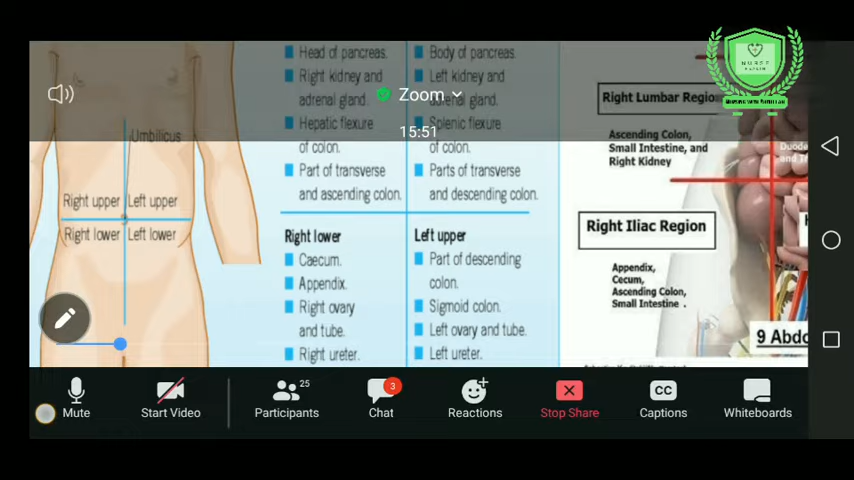 Zoom
15:51
NURSE
NURSING WITH ABDULLAH
Umbilicus
Right upper Left upper
Right lower Left lower
Head of pancreas.
Right kidney and
adrenal gland.
Hepatic flexure
of colon.
Part of transverse
and ascending colon.
Body of pancreas.
Left kidney and
adrenal gland.
Splenic flexure
of colon.
Parts of transverse
and descending colon.
Right lower
Caecum.
Appendix.
Right ovary
and tube.
Right ureter.
Left upper
Part of descending
colon.
Sigmoid colon.
Left ovary and tube.
Left ureter.
Right Lumbar Region
Ascending Colon,
Small Intestine, and
Right Kidney
Right Iliac Region
Appendix,
Cecum,
Ascending Colon,
Small Intestine .
9 Abdo
Mute
Start Video
25
Participants
3
Chat
Reactions
Stop Share
CC
Captions
Whiteboards